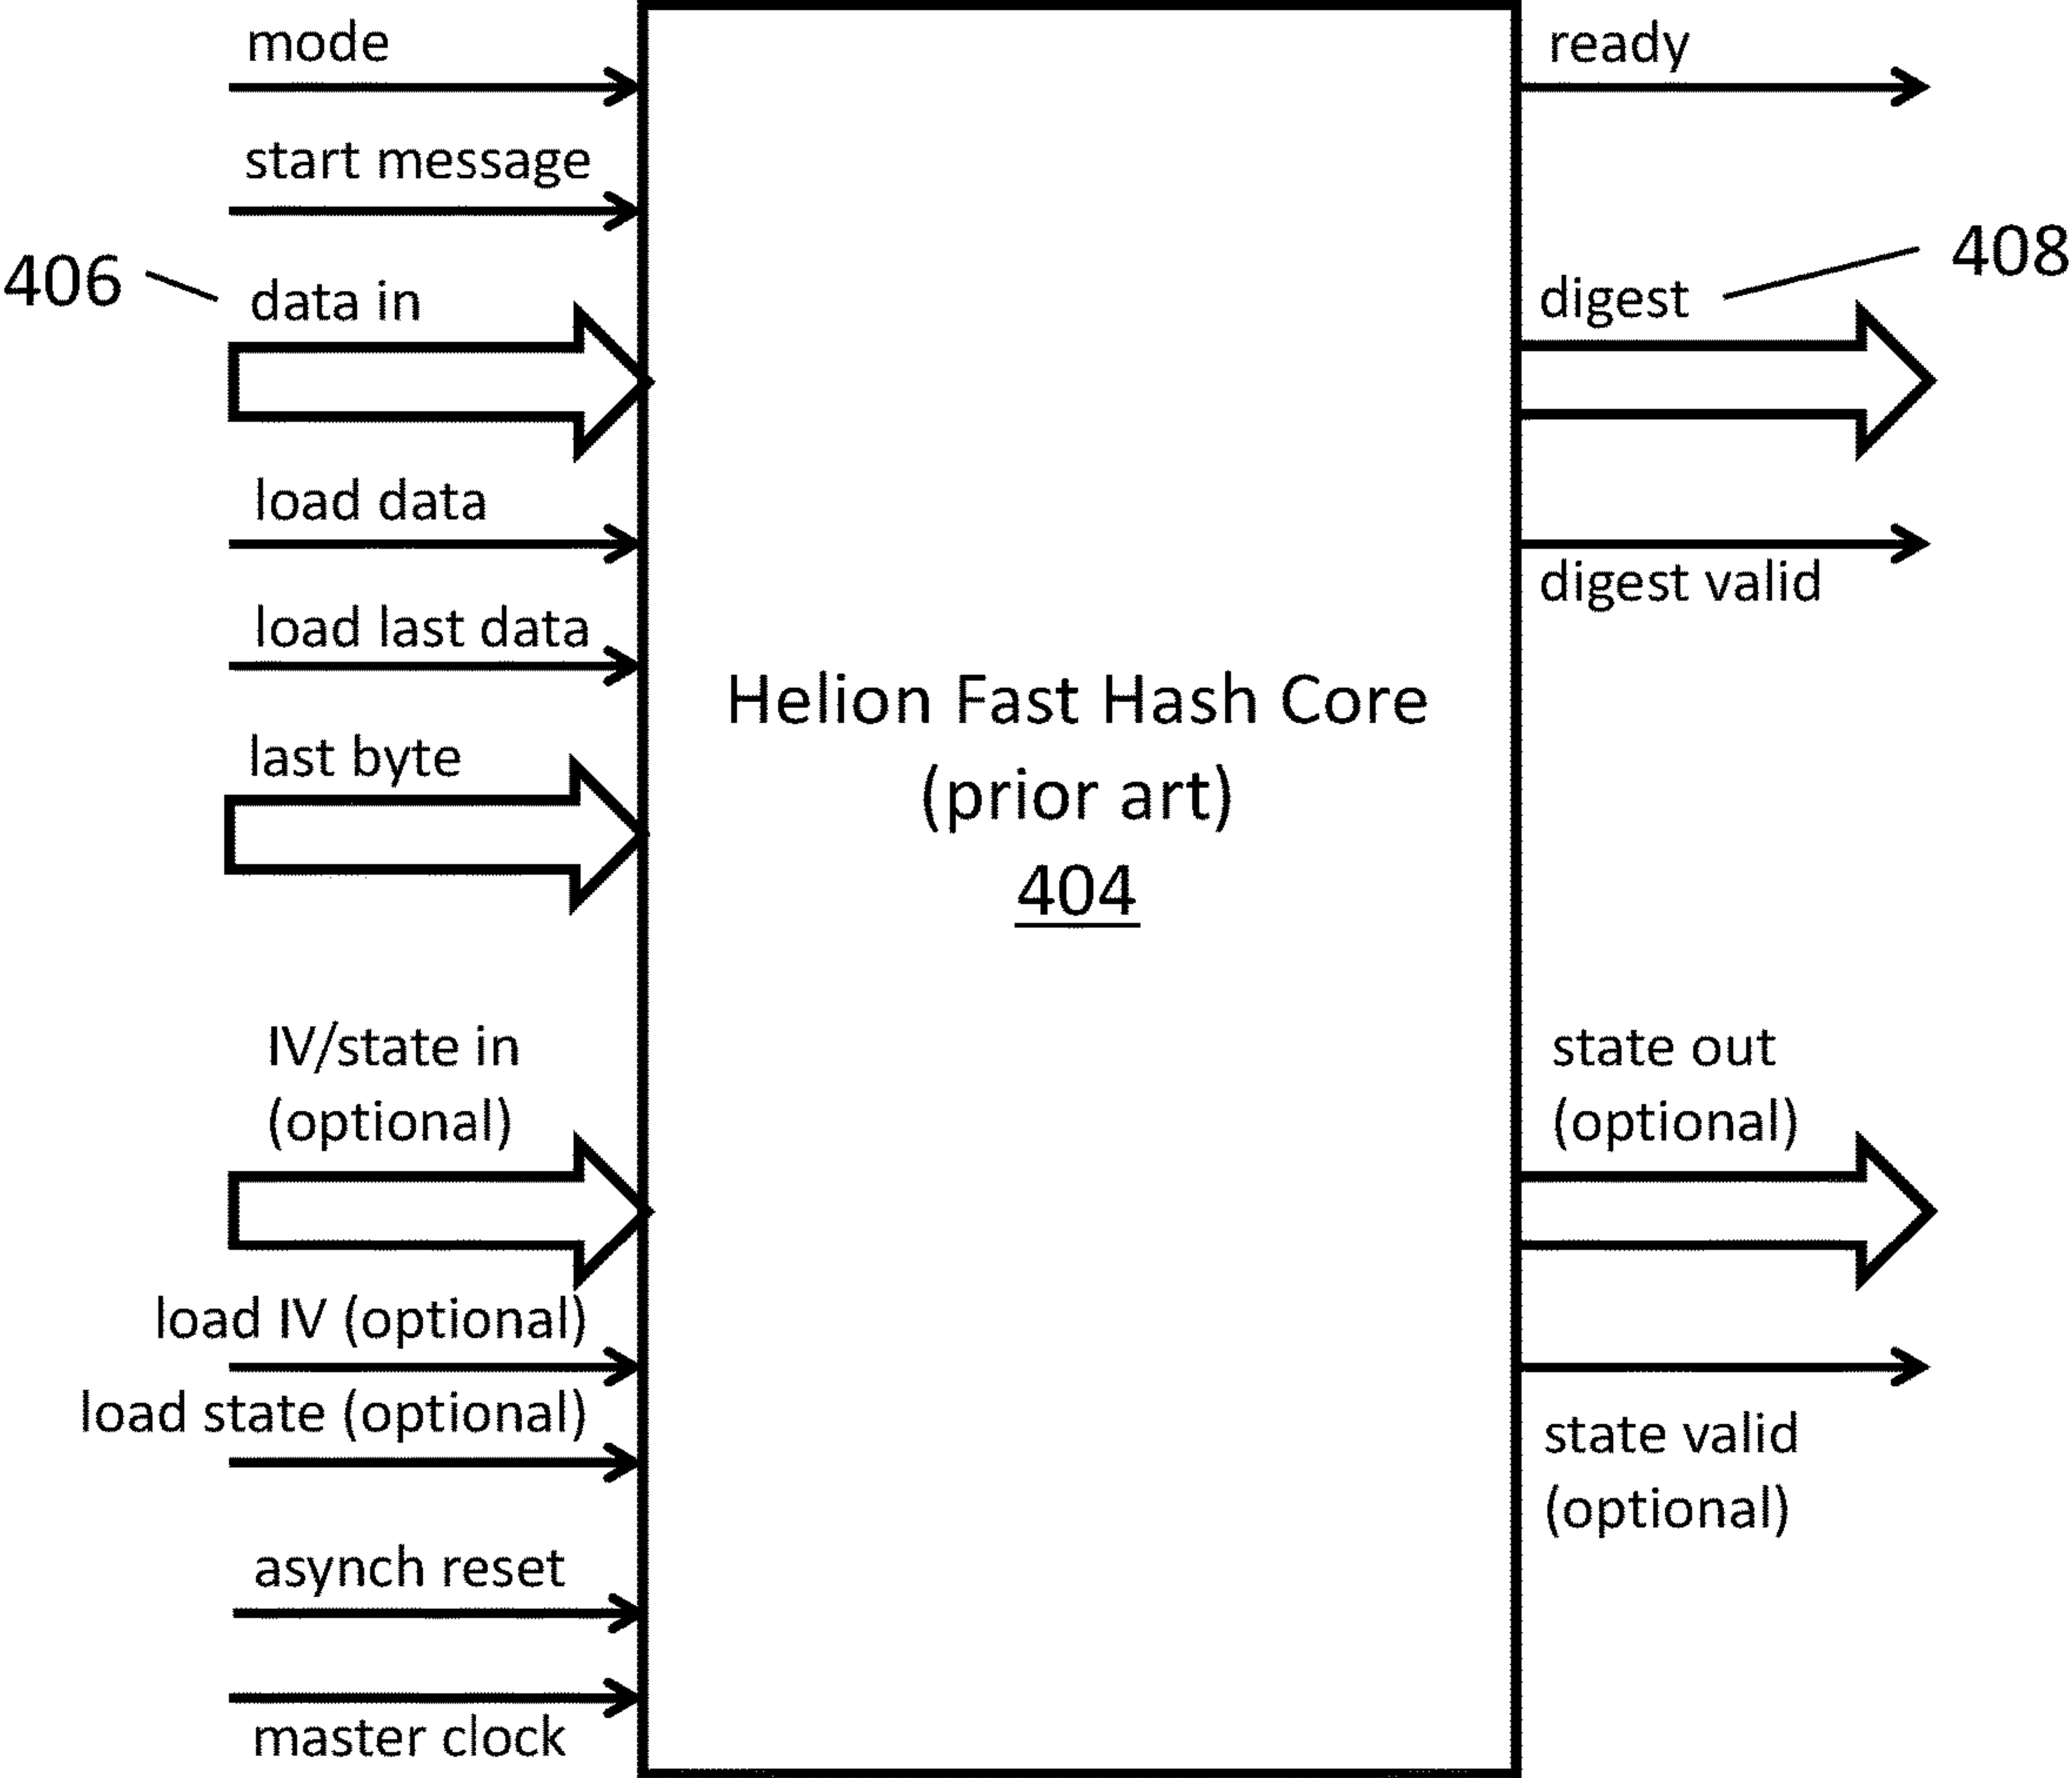 mode
start message
406
data in
load data
load last data
last byte
IV/state in
(optional)
load IV (optional)
load state (optional)
asynch reset
master clock
Helion Fast Hash Core
(prior art)
404
ready
408
digest
digest valid
state out
(optional)
state valid
(optional)